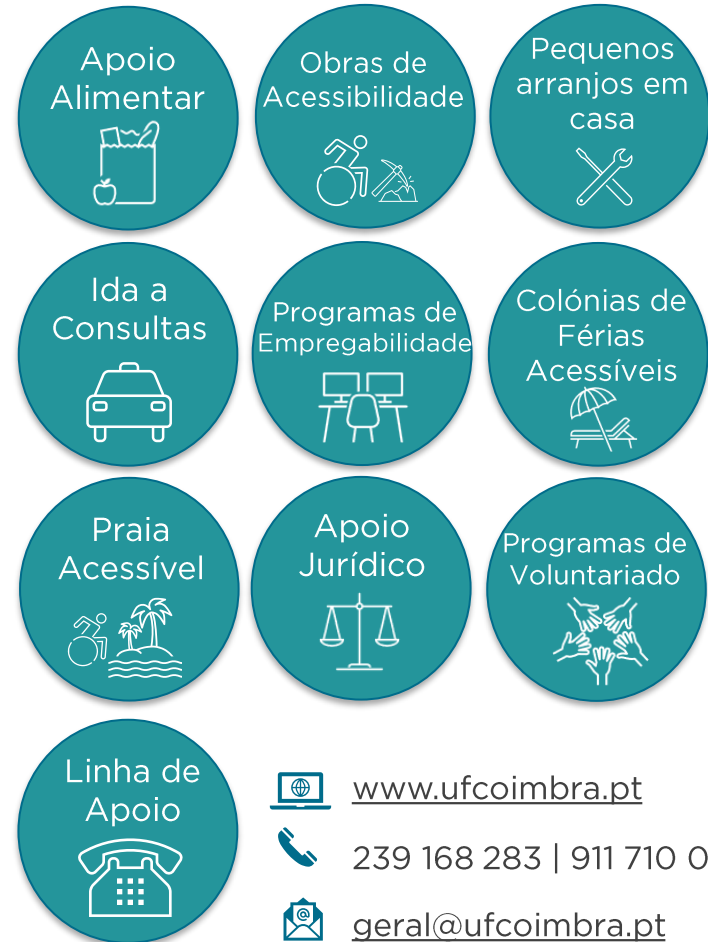 Apoio
Alimentar
Obras de
Acessibilidade
Pequenos
arranjos em
casa
Ida a
Consultas
Programas de
Empregabilidade
Colónias de
Férias
Acessíveis
Praia
Acessível
Apoio
Jurídico
Programas de
Voluntariado
Linha de
Apoio
www.ufcoimbra.pt
239 168 283 | 911 710 0
geral@ufcoimbra.pt